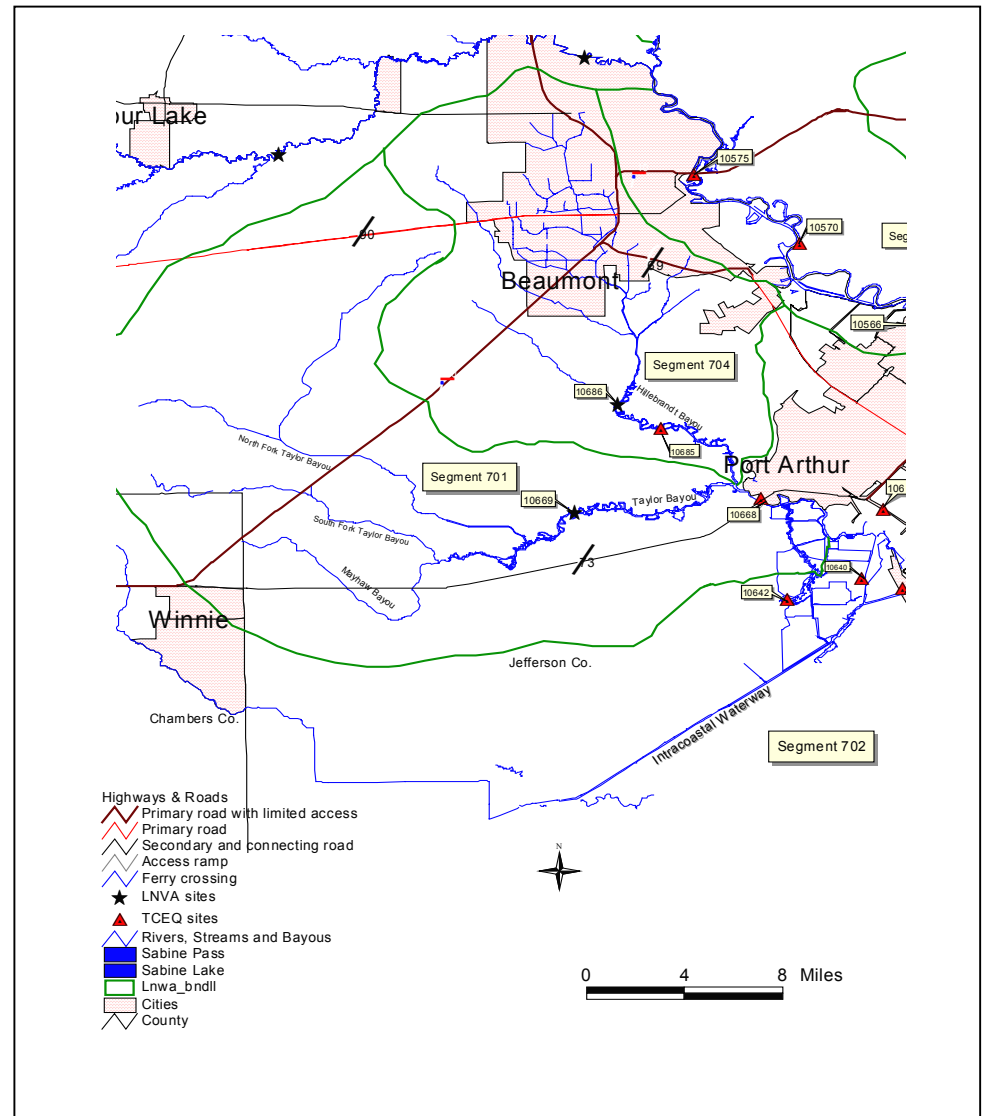 our Lake
10575
10570
Seg
90
69
Beaumont
10566
Segment 704
10686
Hillebrandt Bayou
10685
Port Arthur
North Fork Taylor Bayou
Segment 701
10669
Taylor Bayou
106
10668
South Fork Taylor Bayou
73
10640
Mayhaw Bayou
10642
Winnie
Jefferson Co.
Chambers Co.
Intracoastal Waterway
Segment 702
Highways & Roads
Primary road with limited access
Primary road
Secondary and connecting road
Access ramp
Ferry crossing
LNVA sites
TCEQ sites
Rivers, Streams and Bayous
Sabine Pass
Sabine Lake
Lnwa_bndll
Cities
County
N
0 4 8 Miles